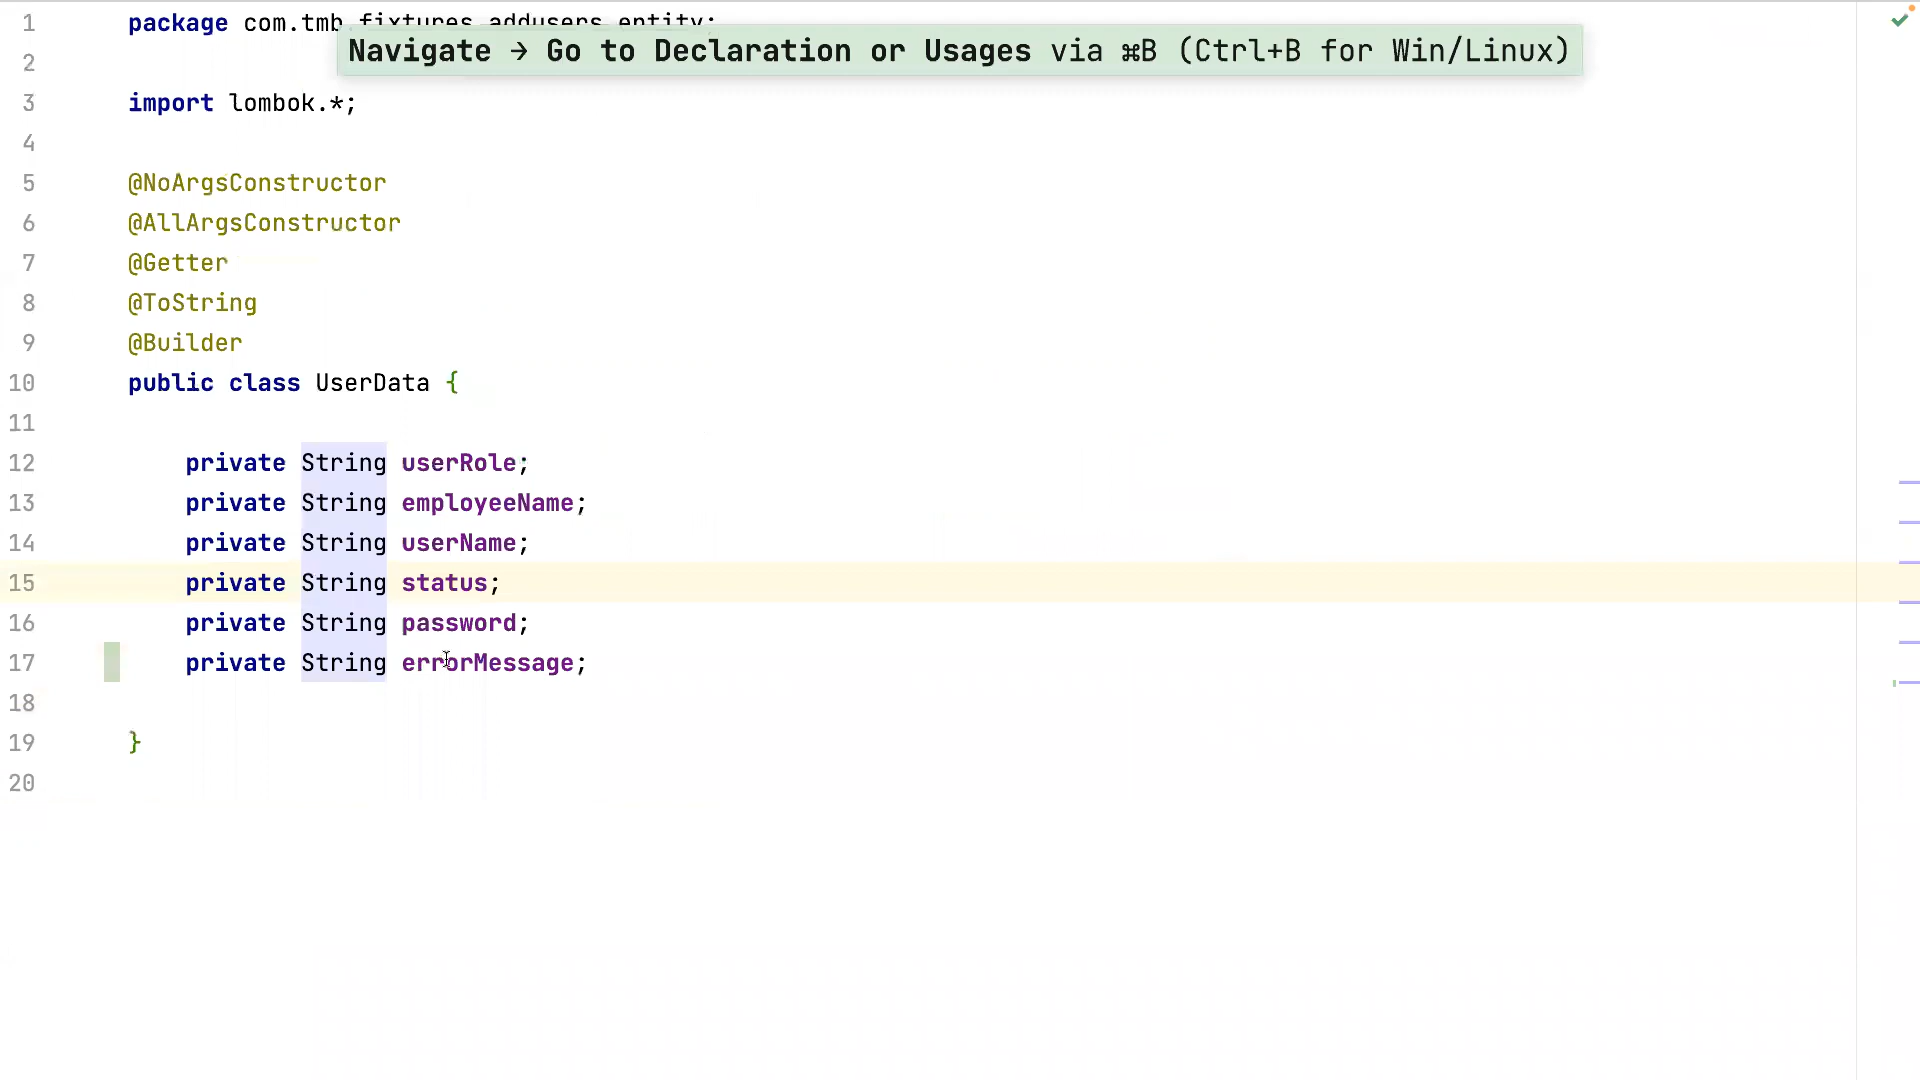 1 package com.tmb.fixtures.addusers.entity;
Navigate → Go to Declaration or Usages via ⌘B (Ctrl+B for Win/Linux)
2
3 import lombok.*;
4
5 @NoArgsConstructor
6 @AllArgsConstructor
7 @Getter
8 @ToString
9 @Builder
10 public class UserData {
11
12     private String userRole;
13     private String employeeName;
14     private String userName;
15     private String status;
16     private String password;
17     private String errorMessage;
18
19 }
20